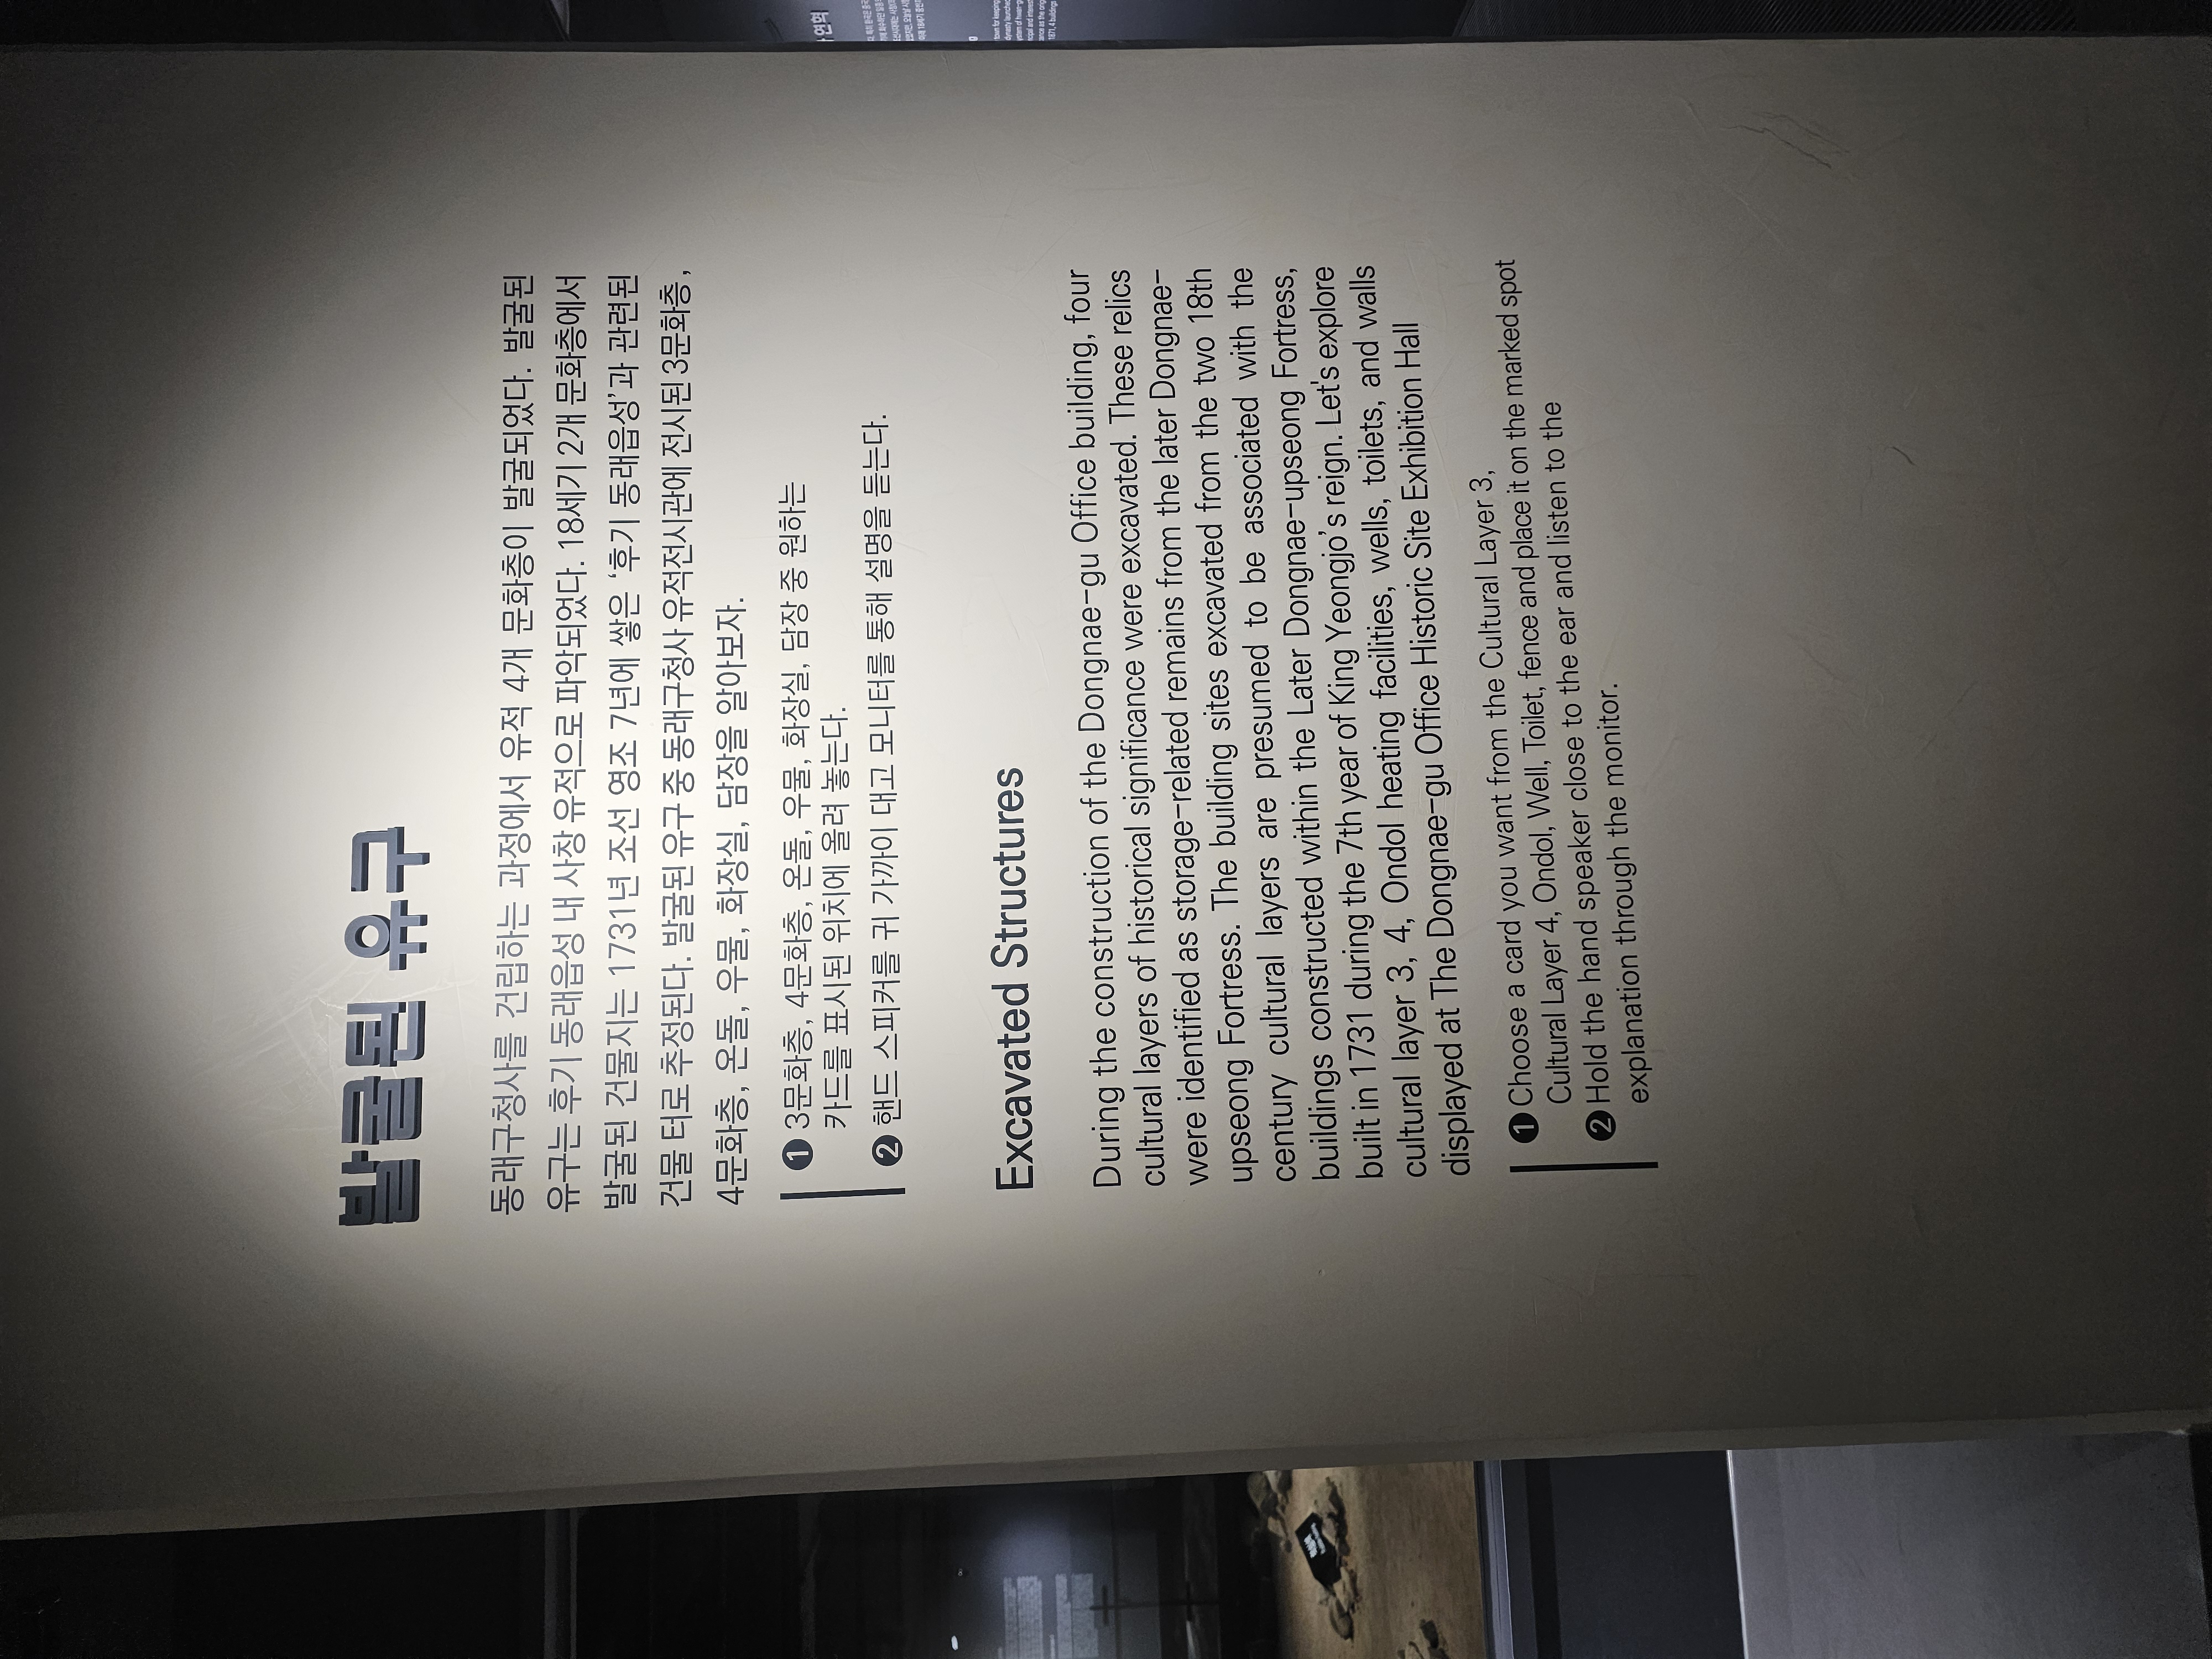 발굴된 유구
동래구청사를 건립하는 과정에서 유적 4개 문화층이 발굴되었다. 발굴된
유구는 후기 동래읍성 내 사창 유적으로 파악되었다. 18세기 2개 문화층에서
발굴된 건물지는 1731년 조선 영조 7년에 쌓은 ‘후기 동래읍성’과 관련된
건물 터로 추정된다. 발굴된 유구 중 동래구청사 유적전시관에 전시된 3문화층,
4문화층, 온돌, 우물, 화장실, 담장을 알아보자.
❶ 3문화층, 4문화층, 온돌, 우물, 화장실, 담장 중 원하는
카드를 표시된 위치에 올려 놓는다.
❷ 핸드 스피커를 귀 가까이 대고 모니터를 통해 설명을 듣는다.
Excavated Structures
During the construction of the Dongnae-gu Office building, four
cultural layers of historical significance were excavated. These relics
were identified as storage-related remains from the later Dongnae-
upseong Fortress. The building sites excavated from the two 18th
century cultural layers are presumed to be associated with the
buildings constructed within the Later Dongnae-upseong Fortress,
built in 1731 during the 7th year of King Yeongjo's reign. Let's explore
cultural layer 3, 4, Ondol heating facilities, wells, toilets, and walls
displayed at The Dongnae-gu Office Historic Site Exhibition Hall
❶ Choose a card you want from the Cultural Layer 3,
Cultural Layer 4, Ondol, Well, Toilet, fence and place it on the marked spot
❷ Hold the hand speaker close to the ear and listen to the
explanation through the monitor.